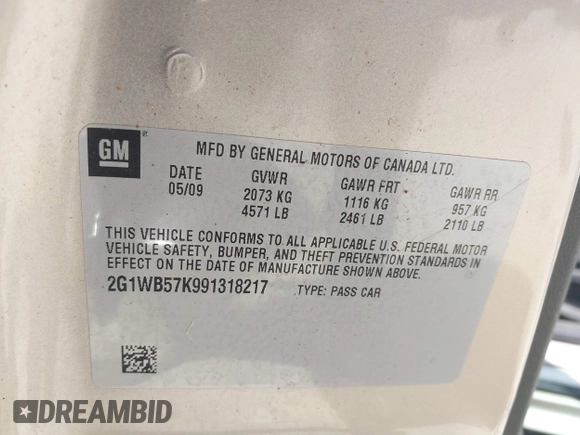 GM
MFD BY GENERAL MOTORS OF CANADA LTD.
DATE GVWR GAWR FRT GAWR RR
05/09 2073 KG 1116 KG 957 KG
4571 LB 2461 LB 2110 LB
THIS VEHICLE CONFORMS TO ALL APPLICABLE U.S. FEDERAL MOTOR
VEHICLE SAFETY, BUMPER, AND THEFT PREVENTION STANDARDS IN
EFFECT ON THE DATE OF MANUFACTURE SHOWN ABOVE.
2G1WB57K991318217 TYPE: PASS CAR
DREAMBID